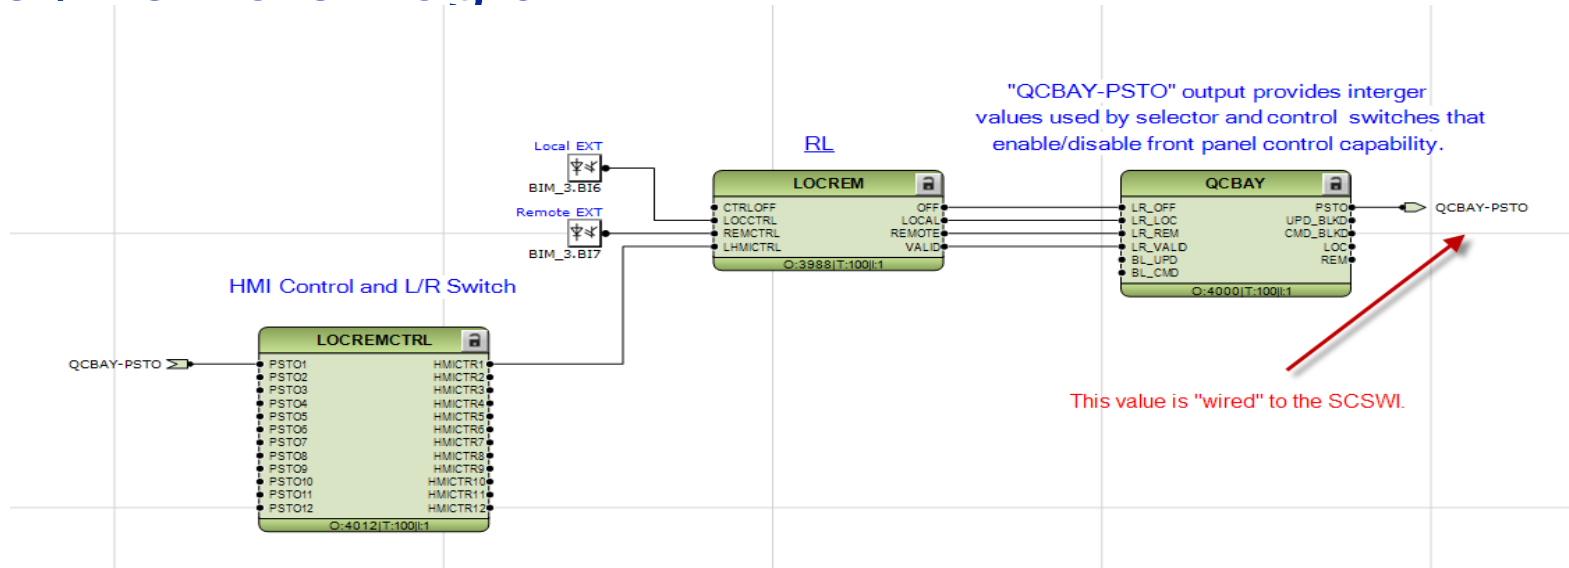 "QCBAY-PSTO" output provides interger
values used by selector and control switches that
enable/disable front panel control capability.
RL
Local EXT
BIM_3.BI6
Remote EXT
BIM_3.BI7
LOCREM
CTRLOFF OFF
LOCCTRL LOCAL
REMCTRL REMOTE
LHMICTRL VALID
O:3988|T:100|I:1
QCBAY
LR_OFF PSTO
LR_LOC UPD_BLKD
LR_REM CMD_BLKD
LR_VALID LOC
BL_UPD REM
BL_CMD
O:4000|T:100|I:1
QCBAY-PSTO
HMI Control and L/R Switch
LOCREMCTRL
QCBAY-PSTO
PSTO1 HMICTR1
PSTO2 HMICTR2
PSTO3 HMICTR3
PSTO4 HMICTR4
PSTO5 HMICTR5
PSTO6 HMICTR6
PSTO7 HMICTR7
PSTO8 HMICTR8
PSTO9 HMICTR9
PSTO10 HMICTR10
PSTO11 HMICTR11
PSTO12 HMICTR12
O:4012|T:100|I:1
This value is "wired" to the SCSWI.